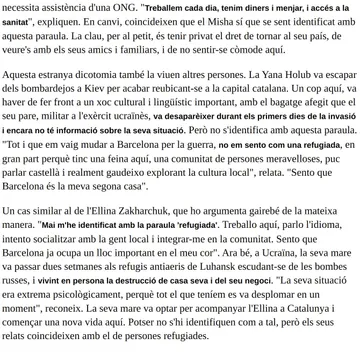 necessita assistència d'una ONG. "Treballem cada dia, tenim diners i menjar, i accés a la
sanitat", expliquen. En canvi, coincideixen que el Misha sí que se sent identificat amb
aquesta paraula. La clau, per al petit, és tenir privat el dret de tornar al seu país, de
veure's amb els seus amics i familiars, i de no sentir-se còmode aquí.
Aquesta estranya dicotomia també la viuen altres persones. La Yana Holub va escapar
dels bombardejos a Kiev per acabar reubicant-se a la capital catalana. Un cop aquí, va
haver de fer front a un xoc cultural i lingüístic important, amb el bagatge afegit que el
seu pare, militar a l'exèrcit ucraïnès, va desaparèixer durant els primers dies de la invasió
i encara no té informació sobre la seva situació. Però no s'identifica amb aquesta paraula.
"Tot i que em vaig mudar a Barcelona per la guerra, no em sento com una refugiada, en
gran part perquè tinc una feina aquí, una comunitat de persones meravelloses, puc
parlar castellà i realment gaudeixo explorant la cultura local", relata. "Sento que
Barcelona és la meva segona casa".
Un cas similar al de l'Ellina Zakharchuk, que ho argumenta gairebé de la mateixa
manera. "Mai m'he identificat amb la paraula 'refugiada'. Treballo aquí, parlo l'idioma,
intento socialitzar amb la gent local i integrar-me en la comunitat. Sento que
Barcelona ja ocupa un lloc important en el meu cor". Ara bé, a Ucraïna, la seva mare
va passar dues setmanes als refugis antiaeris de Luhansk escudant-se de les bombes
russes, i vivint en persona la destrucció de casa seva i del seu negoci. "La seva situació
era extrema psicològicament, perquè tot el que teníem es va desplomar en un
moment", reconeix. La seva mare va optar per acompanyar l'Ellina a Catalunya i
començar una nova vida aquí. Potser no s'hi identifiquen com a tal, però els seus
relats coincideixen amb el de persones refugiades.